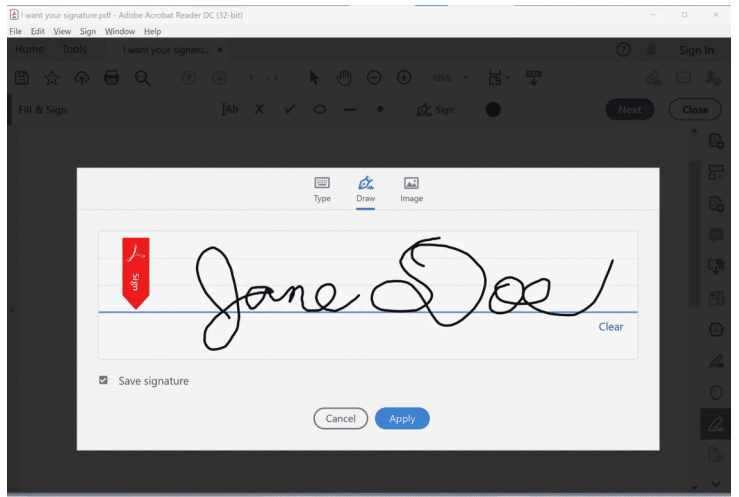 I want your signature.pdf - Adobe Acrobat Reader DC (32-bit)
File Edit View Sign Window Help
Home Tools I want your signatu... × Sign In
1 / 1 105%
Fill & Sign IAb Sign Next Close
Type Draw Image
Sign
Jane Doe
Clear
Save signature
Cancel Apply